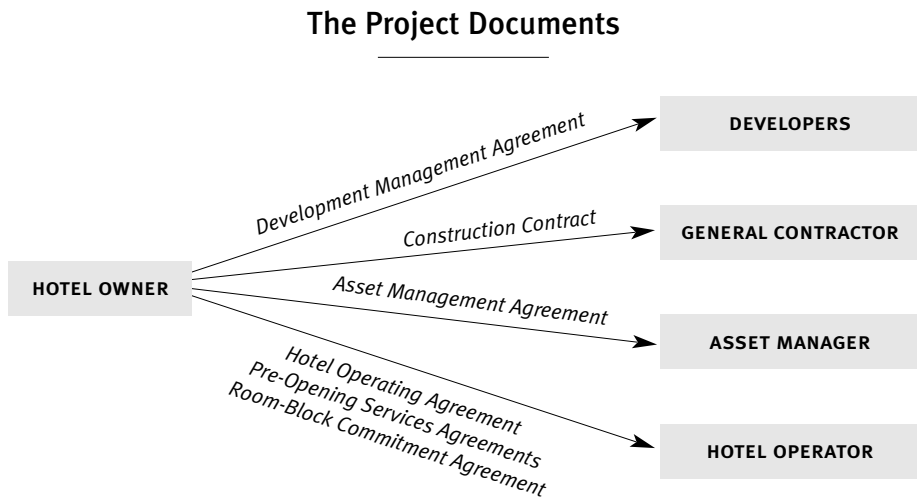 The Project Documents
DEVELOPERS
Development Management Agreement
Construction Contract
GENERAL CONTRACTOR
HOTEL OWNER
Asset Management Agreement
ASSET MANAGER
Hotel Operating Agreement
Pre-Opening Services Agreements
Room-Block Commitment Agreement
HOTEL OPERATOR